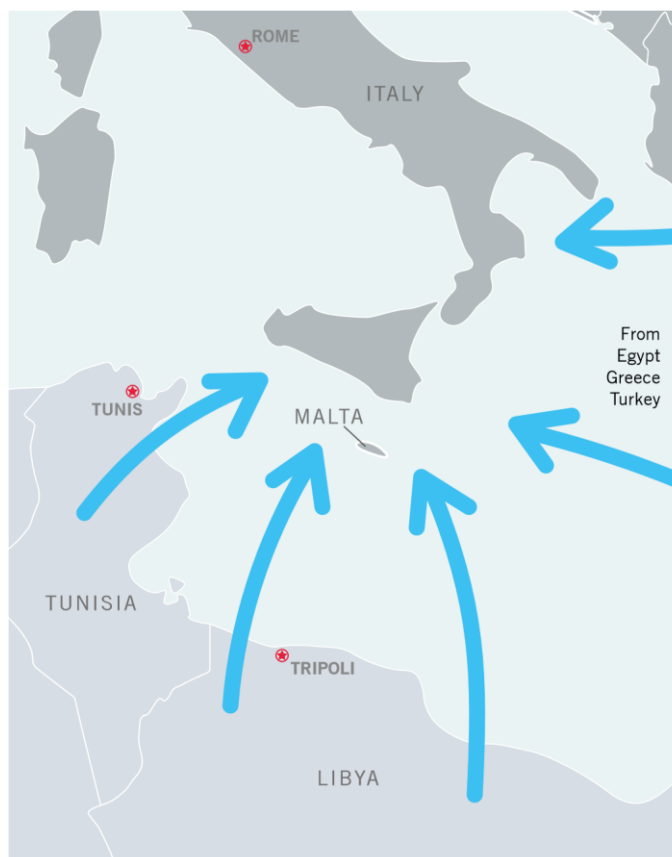 ROME
ITALY
From
Egypt
Greece
Turkey
TUNIS
MALTA
TUNISIA
TRIPOLI
LIBYA